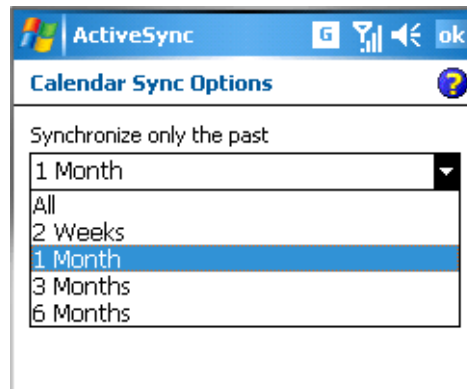 ActiveSync G ok
Calendar Sync Options ?
Synchronize only the past
1 Month
All
2 Weeks
1 Month
3 Months
6 Months